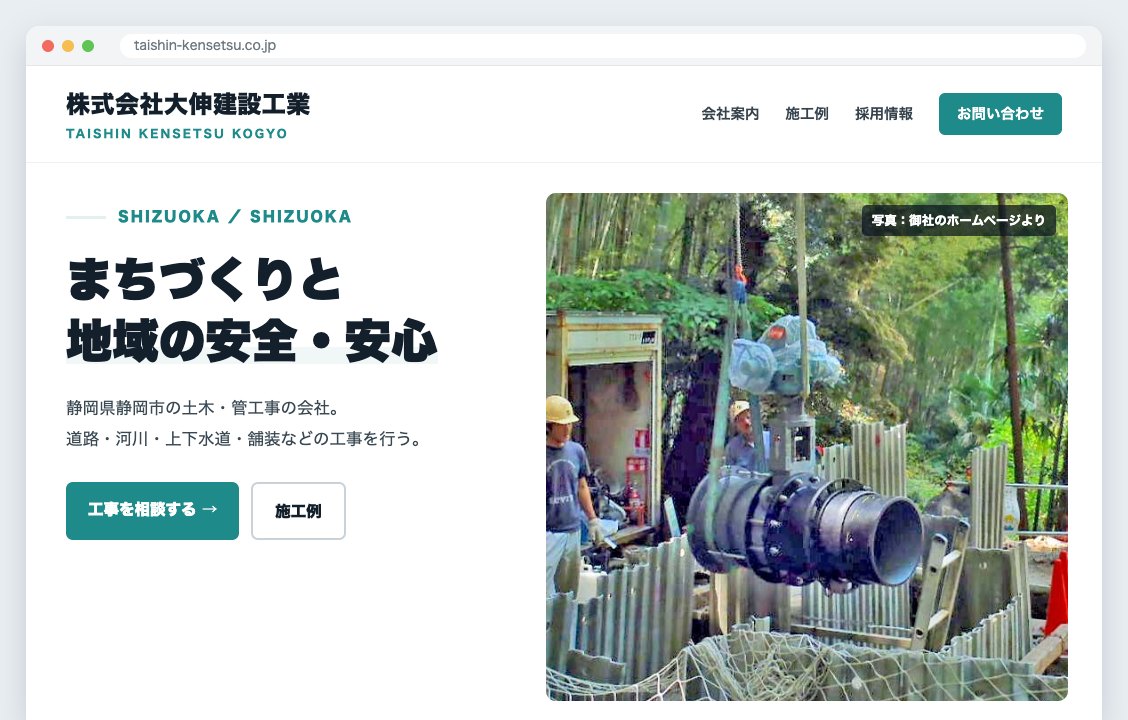 taishin-kensetsu.co.jp
株式会社大伸建設工業
TAISHIN KENSETSU KOGYO
会社案内 施工例 採用情報 お問い合わせ
SHIZUOKA ／ SHIZUOKA
写真：御社のホームページより
まちづくりと
地域の安全・安心
静岡県静岡市の土木・管工事の会社。
道路・河川・上下水道・舗装などの工事を行う。
工事を相談する →
施工例